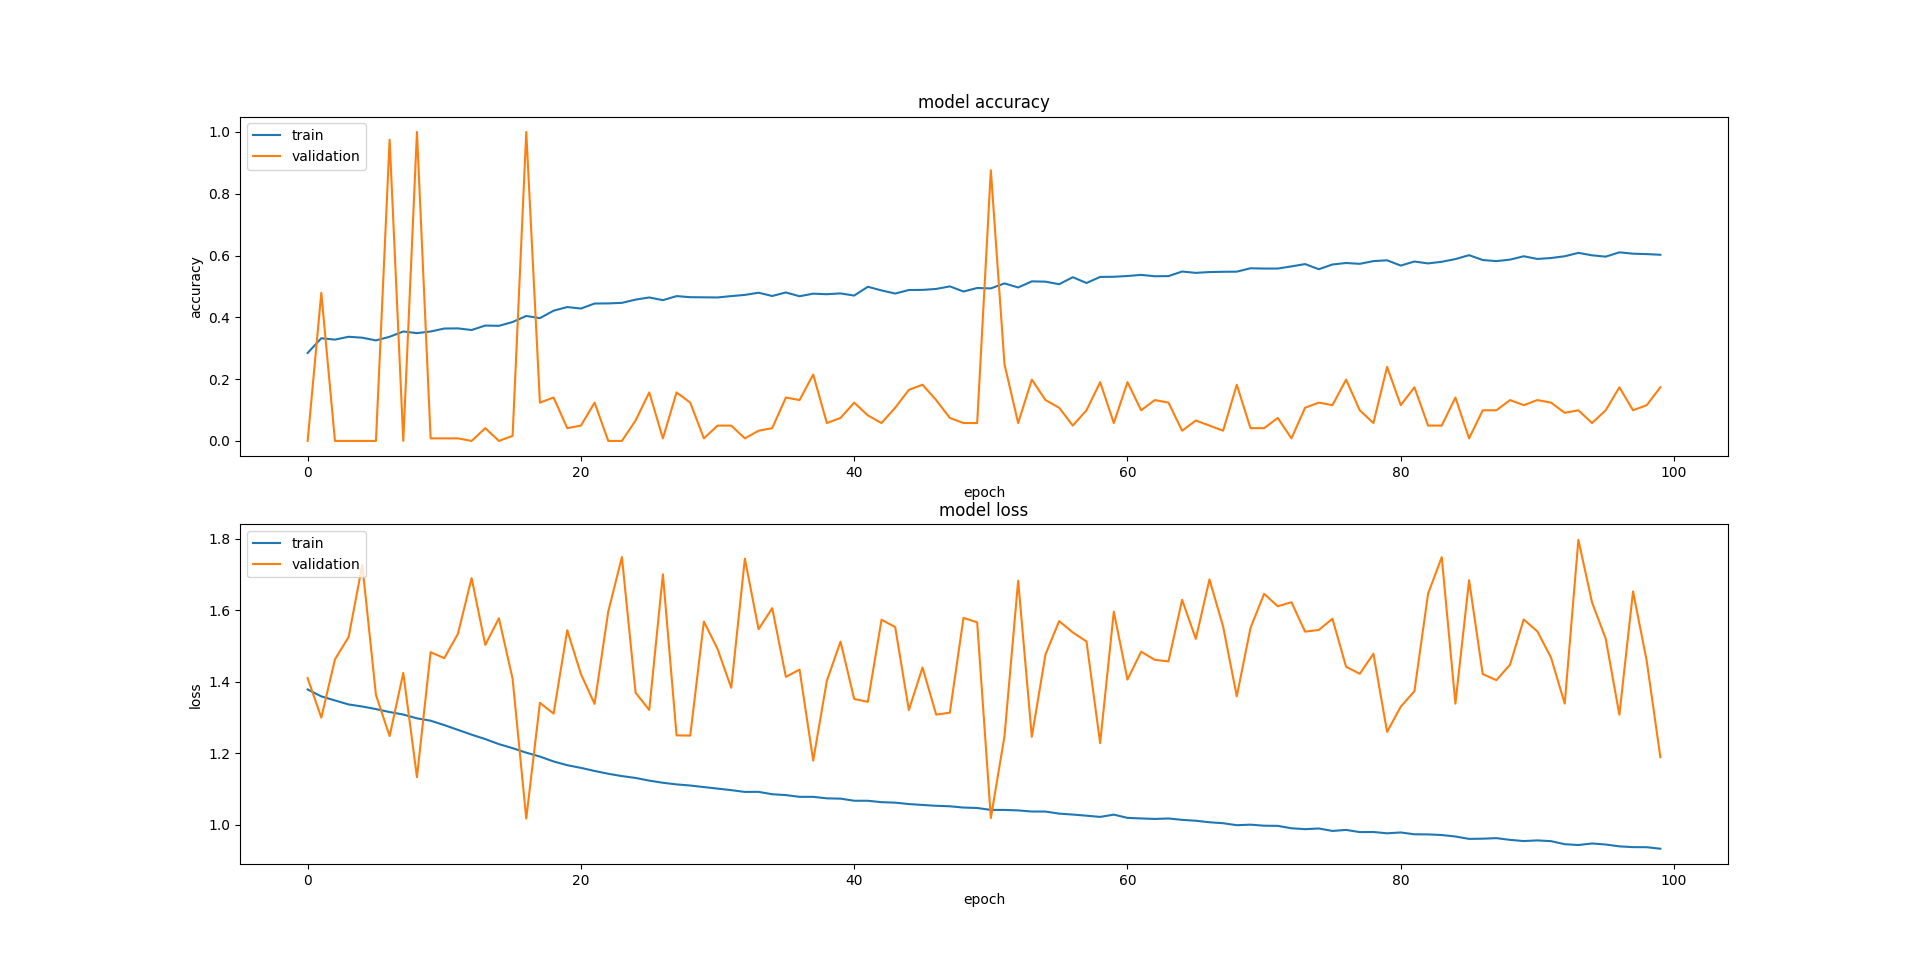 model accuracy
train
validation
1.0
0.8
0.6
0.4
0.2
0.0
accuracy
0 20 40 60 80 100
epoch
model loss
train
validation
1.8
1.6
1.4
1.2
1.0
loss
0 20 40 60 80 100
epoch